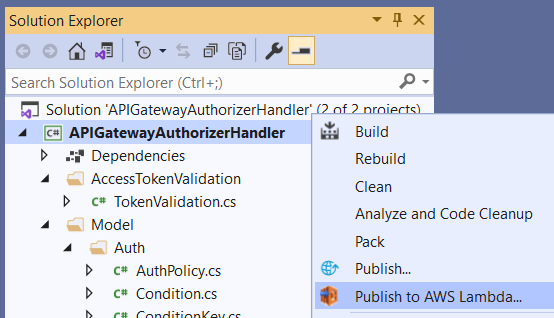 Solution Explorer
Search Solution Explorer (Ctrl+;)
Solution 'APIGatewayAuthorizerHandler' (2 of 2 projects)
C# APIGatewayAuthorizerHandler
Dependencies
AccessTokenValidation
C# TokenValidation.cs
Model
Auth
C# AuthPolicy.cs
C# Condition.cs
C# ConditionKey.cs
Build
Rebuild
Clean
Analyze and Code Cleanup
Pack
Publish...
Publish to AWS Lambda...